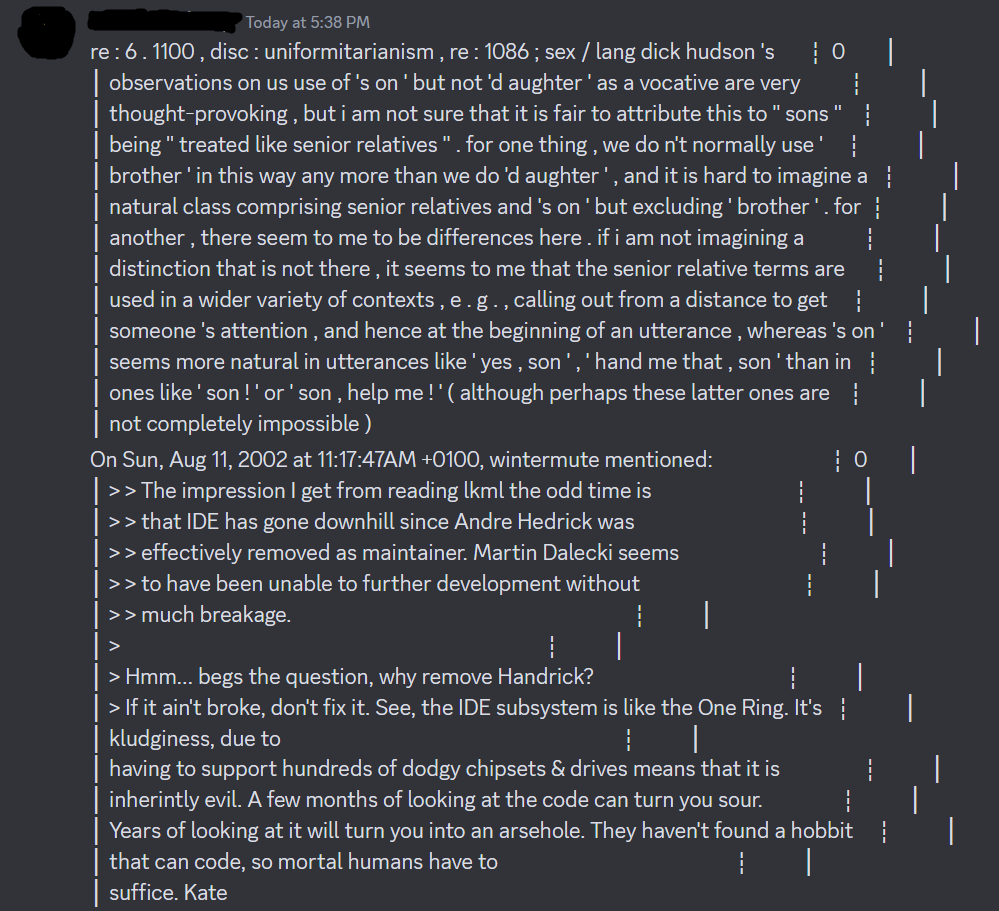 Today at 5:38 PM
re : 6 . 1100 , disc : uniformitarianism , re : 1086 ; sex / lang dick hudson 's ¦ 0 |
| observations on us use of 's on ' but not 'd aughter ' as a vocative are very ¦ |
| thought-provoking , but i am not sure that it is fair to attribute this to " sons " ¦ |
| being " treated like senior relatives " . for one thing , we do n't normally use ' ¦ |
| brother ' in this way any more than we do 'd aughter ' , and it is hard to imagine a ¦ |
| natural class comprising senior relatives and 's on ' but excluding ' brother ' . for ¦ |
| another , there seem to me to be differences here . if i am not imagining a ¦ |
| distinction that is not there , it seems to me that the senior relative terms are ¦ |
| used in a wider variety of contexts , e . g . , calling out from a distance to get ¦ |
| someone 's attention , and hence at the beginning of an utterance , whereas 's on ' ¦ |
| seems more natural in utterances like ' yes , son ' , ' hand me that , son ' than in ¦ |
| ones like ' son ! ' or ' son , help me ! ' ( although perhaps these latter ones are ¦ |
| not completely impossible )
On Sun, Aug 11, 2002 at 11:17:47AM +0100, wintermute mentioned: ¦ 0 |
| > > The impression I get from reading lkml the odd time is ¦ |
| > > that IDE has gone downhill since Andre Hedrick was ¦ |
| > > effectively removed as maintainer. Martin Dalecki seems ¦ |
| > > to have been unable to further development without ¦ |
| > > much breakage. ¦ |
| > ¦ |
| > Hmm... begs the question, why remove Handrick? ¦ |
| > If it ain't broke, don't fix it. See, the IDE subsystem is like the One Ring. It's ¦ |
| kludginess, due to ¦ |
| having to support hundreds of dodgy chipsets & drives means that it is ¦ |
| inherintly evil. A few months of looking at the code can turn you sour. ¦ |
| Years of looking at it will turn you into an arsehole. They haven't found a hobbit ¦ |
| that can code, so mortal humans have to ¦ |
| suffice. Kate